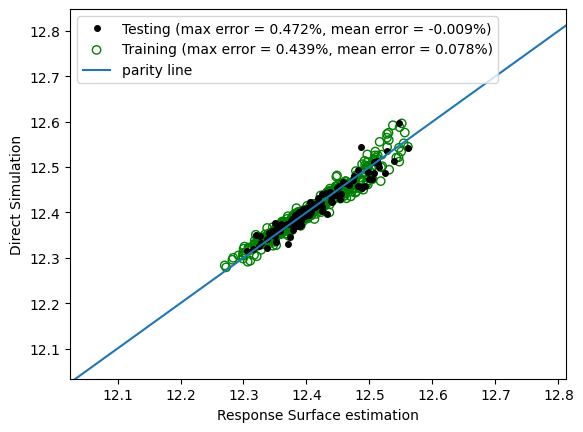 Testing (max error = 0.472%, mean error = -0.009%)
Training (max error = 0.439%, mean error = 0.078%)
parity line
Direct Simulation
12.8
12.7
12.6
12.5
12.4
12.3
12.2
12.1
12.1 12.2 12.3 12.4 12.5 12.6 12.7 12.8
Response Surface estimation